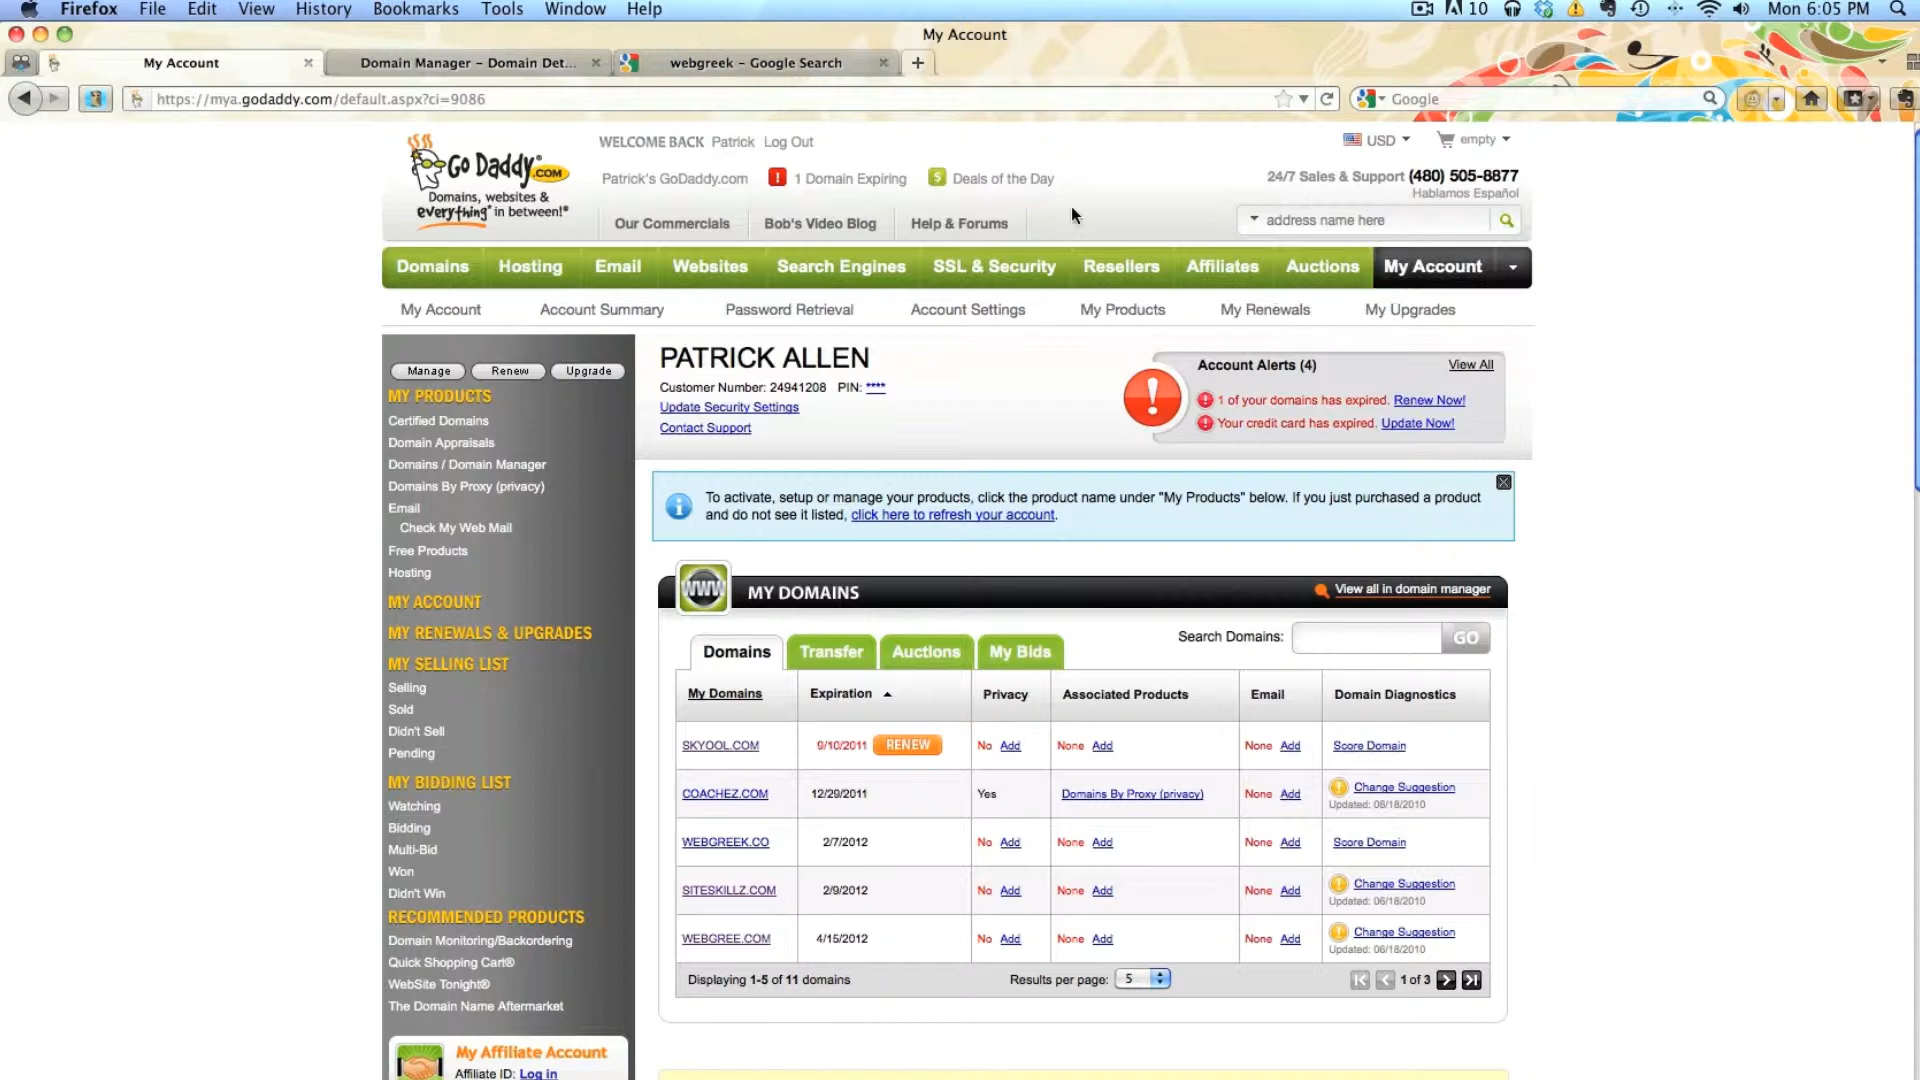 Firefox File Edit View History Bookmarks Tools Window Help
10 Mon 6:05 PM
My Account
My Account
Domain Manager – Domain Det...
webgreek – Google Search
https://mya.godaddy.com/default.aspx?ci=9086
Google
Go Daddy .COM
Domains, websites &
everything* in between!®
WELCOME BACK Patrick Log Out
Patrick's GoDaddy.com
1 Domain Expiring
Deals of the Day
Our Commercials
Bob's Video Blog
Help & Forums
USD
empty
24/7 Sales & Support (480) 505-8877
Hablamos Español
address name here
Domains Hosting Email Websites Search Engines SSL & Security Resellers Affiliates Auctions My Account
My Account Account Summary Password Retrieval Account Settings My Products My Renewals My Upgrades
Manage Renew Upgrade
MY PRODUCTS
Certified Domains
Domain Appraisals
Domains / Domain Manager
Domains By Proxy (privacy)
Email
Check My Web Mail
Free Products
Hosting
MY ACCOUNT
MY RENEWALS & UPGRADES
MY SELLING LIST
Selling
Sold
Didn't Sell
Pending
MY BIDDING LIST
Watching
Bidding
Multi-Bid
Won
Didn't Win
RECOMMENDED PRODUCTS
Domain Monitoring/Backordering
Quick Shopping Cart®
WebSite Tonight®
The Domain Name Aftermarket
My Affiliate Account
Affiliate ID: Log in
PATRICK ALLEN
Customer Number: 24941208 PIN: ****
Update Security Settings
Contact Support
Account Alerts (4) View All
1 of your domains has expired. Renew Now!
Your credit card has expired. Update Now!
To activate, setup or manage your products, click the product name under "My Products" below. If you just purchased a product
and do not see it listed, click here to refresh your account.
WWW
MY DOMAINS
View all in domain manager
Domains Transfer Auctions My Bids
Search Domains: GO
My Domains Expiration Privacy Associated Products Email Domain Diagnostics
SKYOOL.COM 9/10/2011 RENEW No Add None Add None Add Score Domain
COACHEZ.COM 12/29/2011 Yes Domains By Proxy (privacy) None Add Change Suggestion
Updated: 06/18/2010
WEBGREEK.CO 2/7/2012 No Add None Add None Add Score Domain
SITESKILLZ.COM 2/9/2012 No Add None Add None Add Change Suggestion
Updated: 06/18/2010
WEBGREE.COM 4/15/2012 No Add None Add None Add Change Suggestion
Updated: 06/18/2010
Displaying 1-5 of 11 domains
Results per page: 5
1 of 3